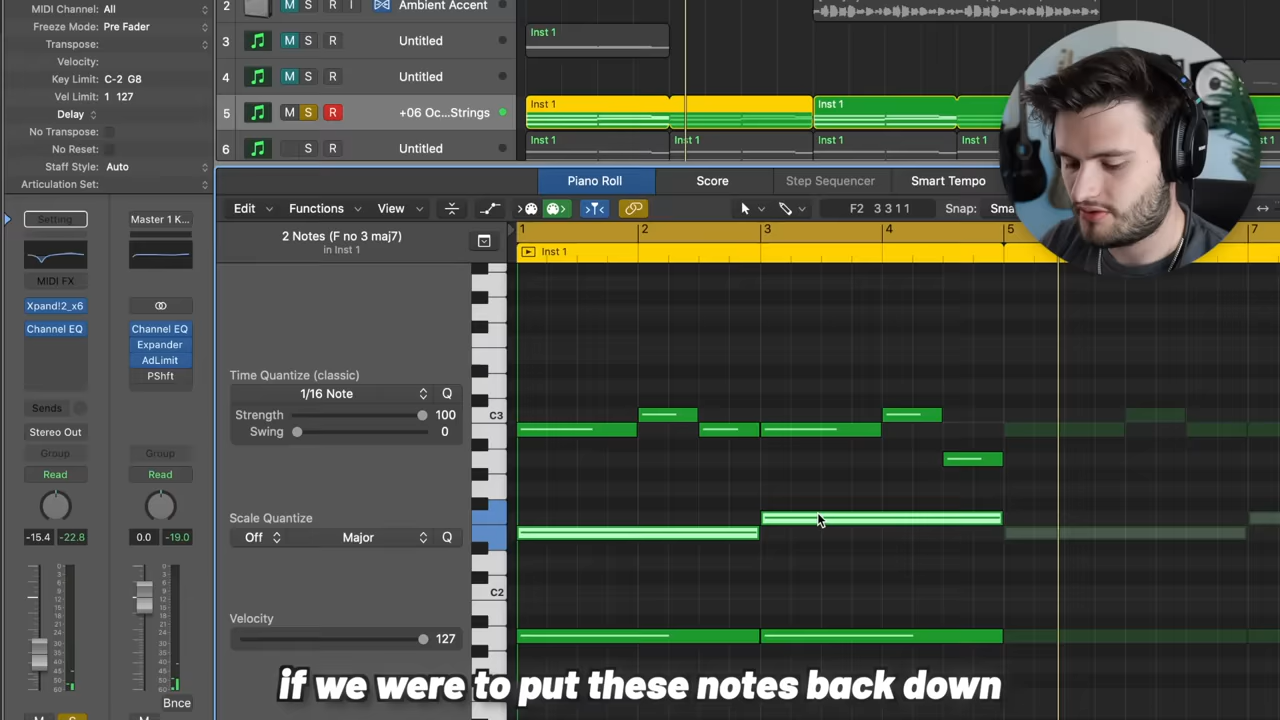 MIDI Channel: All
Freeze Mode: Pre Fader
Transpose:
Velocity:
Key Limit: C-2 G8
Vel Limit: 1 127
Delay
No Transpose:
No Reset:
Staff Style: Auto
Articulation Set:
2 M S R I Ambient Accent
3 M S R Untitled
4 M S R Untitled
5 M S R +06 Oc...Strings
6 S R Untitled
Inst 1
Inst 1 Inst 1
Inst 1 Inst 1 Inst 1 Inst 1
Piano Roll Score Step Sequencer Smart Tempo
Edit Functions View F2 3 3 1 1 Snap: Sma
2 Notes (F no 3 maj7)
in Inst 1
1 2 3 4 5 7
Inst 1
Setting
MIDI FX
Xpand!2_x6
Channel EQ
Sends
Stereo Out
Group
Read
-15.4 -22.8
Master 1 K...
Channel EQ
Expander
AdLimit
PShft
Group
Read
0.0 -19.0
Bnce
Time Quantize (classic)
1/16 Note Q
Strength 100
Swing 0
Scale Quantize
Off Major Q
Velocity
127
C3
C2
if we were to put these notes back down